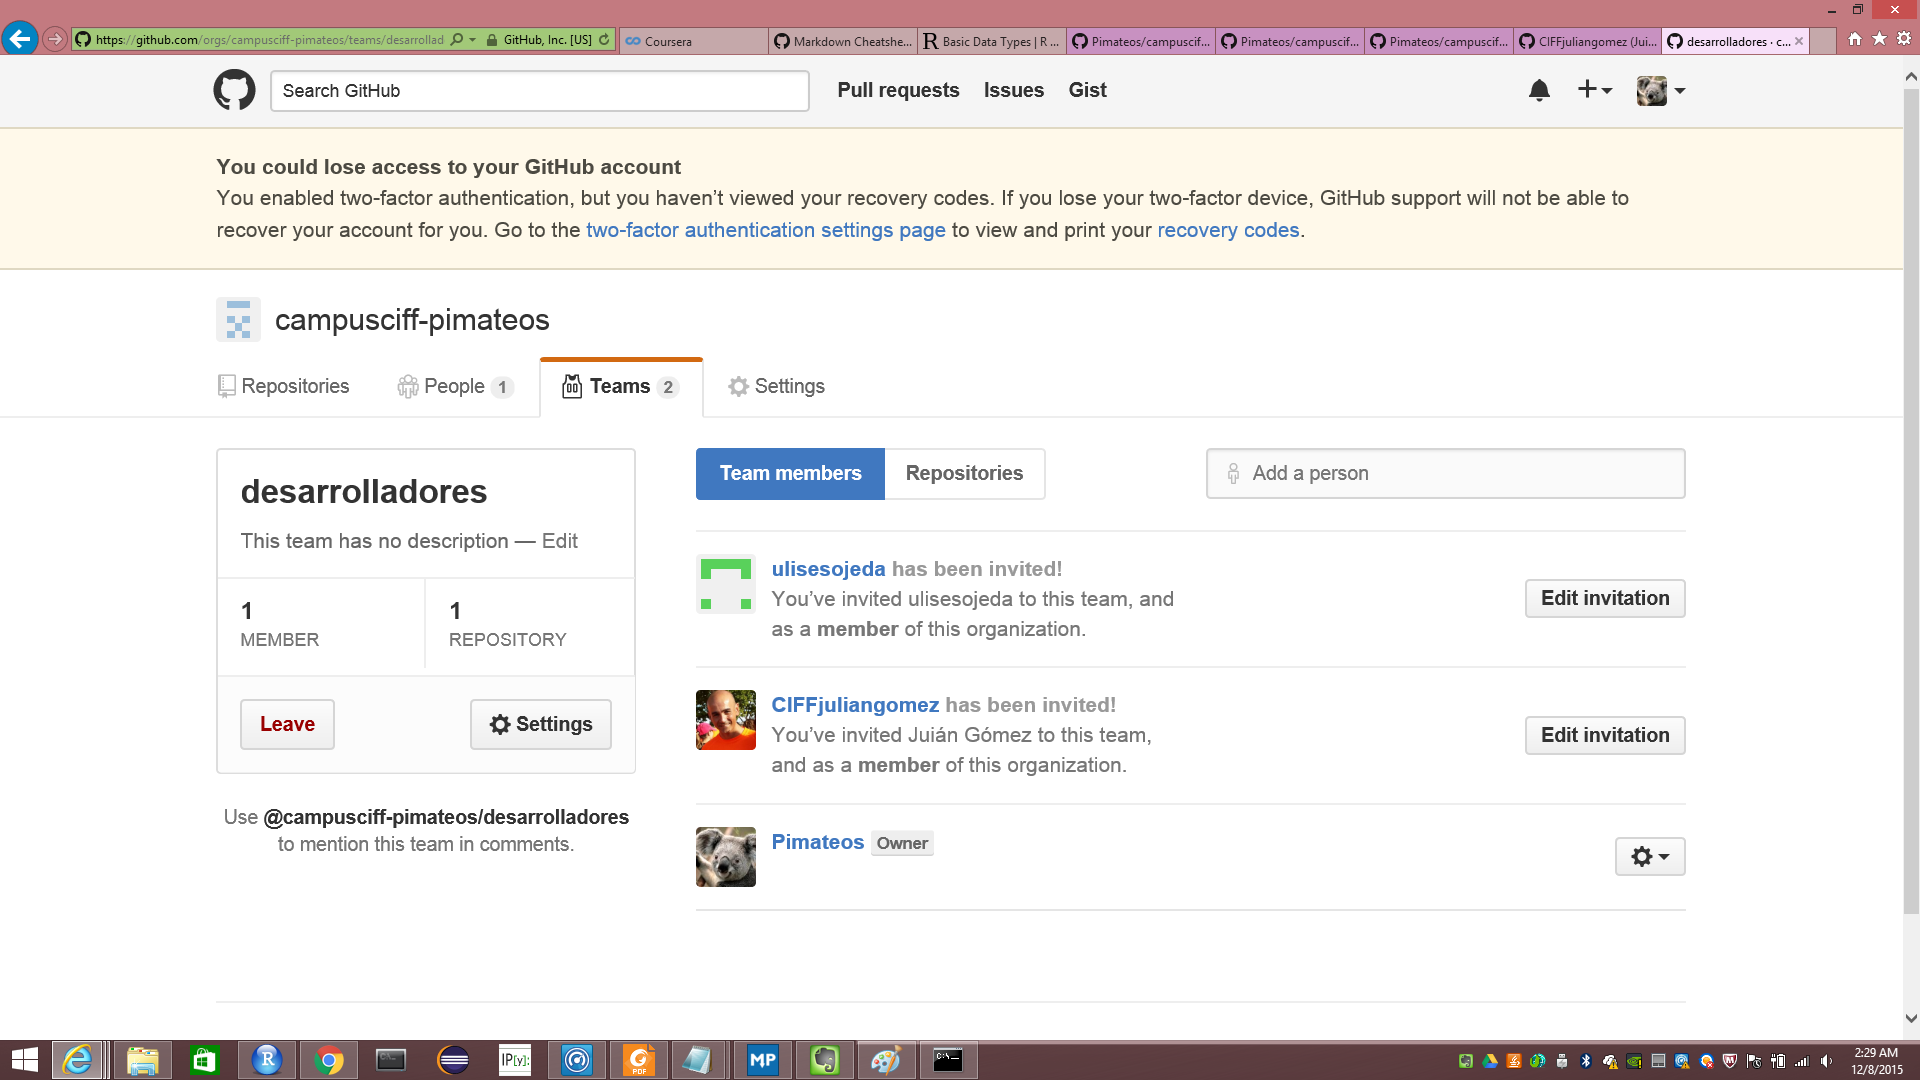 https://github.com/orgs/campusciff-pimateos/teams/desarrollad
GitHub, Inc. [US]
Coursera
Markdown Cheatshe...
Basic Data Types | R ...
Pimateos/campuscif...
Pimateos/campuscif...
Pimateos/campuscif...
CIFFjuliangomez (Jui...
desarrolladores · c...
Search GitHub
Pull requests
Issues
Gist
You could lose access to your GitHub account
You enabled two-factor authentication, but you haven’t viewed your recovery codes. If you lose your two-factor device, GitHub support will not be able to
recover your account for you. Go to the two-factor authentication settings page to view and print your recovery codes.
campusciff-pimateos
Repositories
People 1
Teams 2
Settings
desarrolladores
This team has no description — Edit
1
MEMBER
1
REPOSITORY
Leave
Settings
Use @campusciff-pimateos/desarrolladores
to mention this team in comments.
Team members
Repositories
Add a person
ulisesojeda has been invited!
You’ve invited ulisesojeda to this team, and
as a member of this organization.
Edit invitation
CIFFjuliangomez has been invited!
You’ve invited Juián Gómez to this team,
and as a member of this organization.
Edit invitation
Pimateos Owner
R
IP[y]:
PDF
MP
2:29 AM
12/8/2015